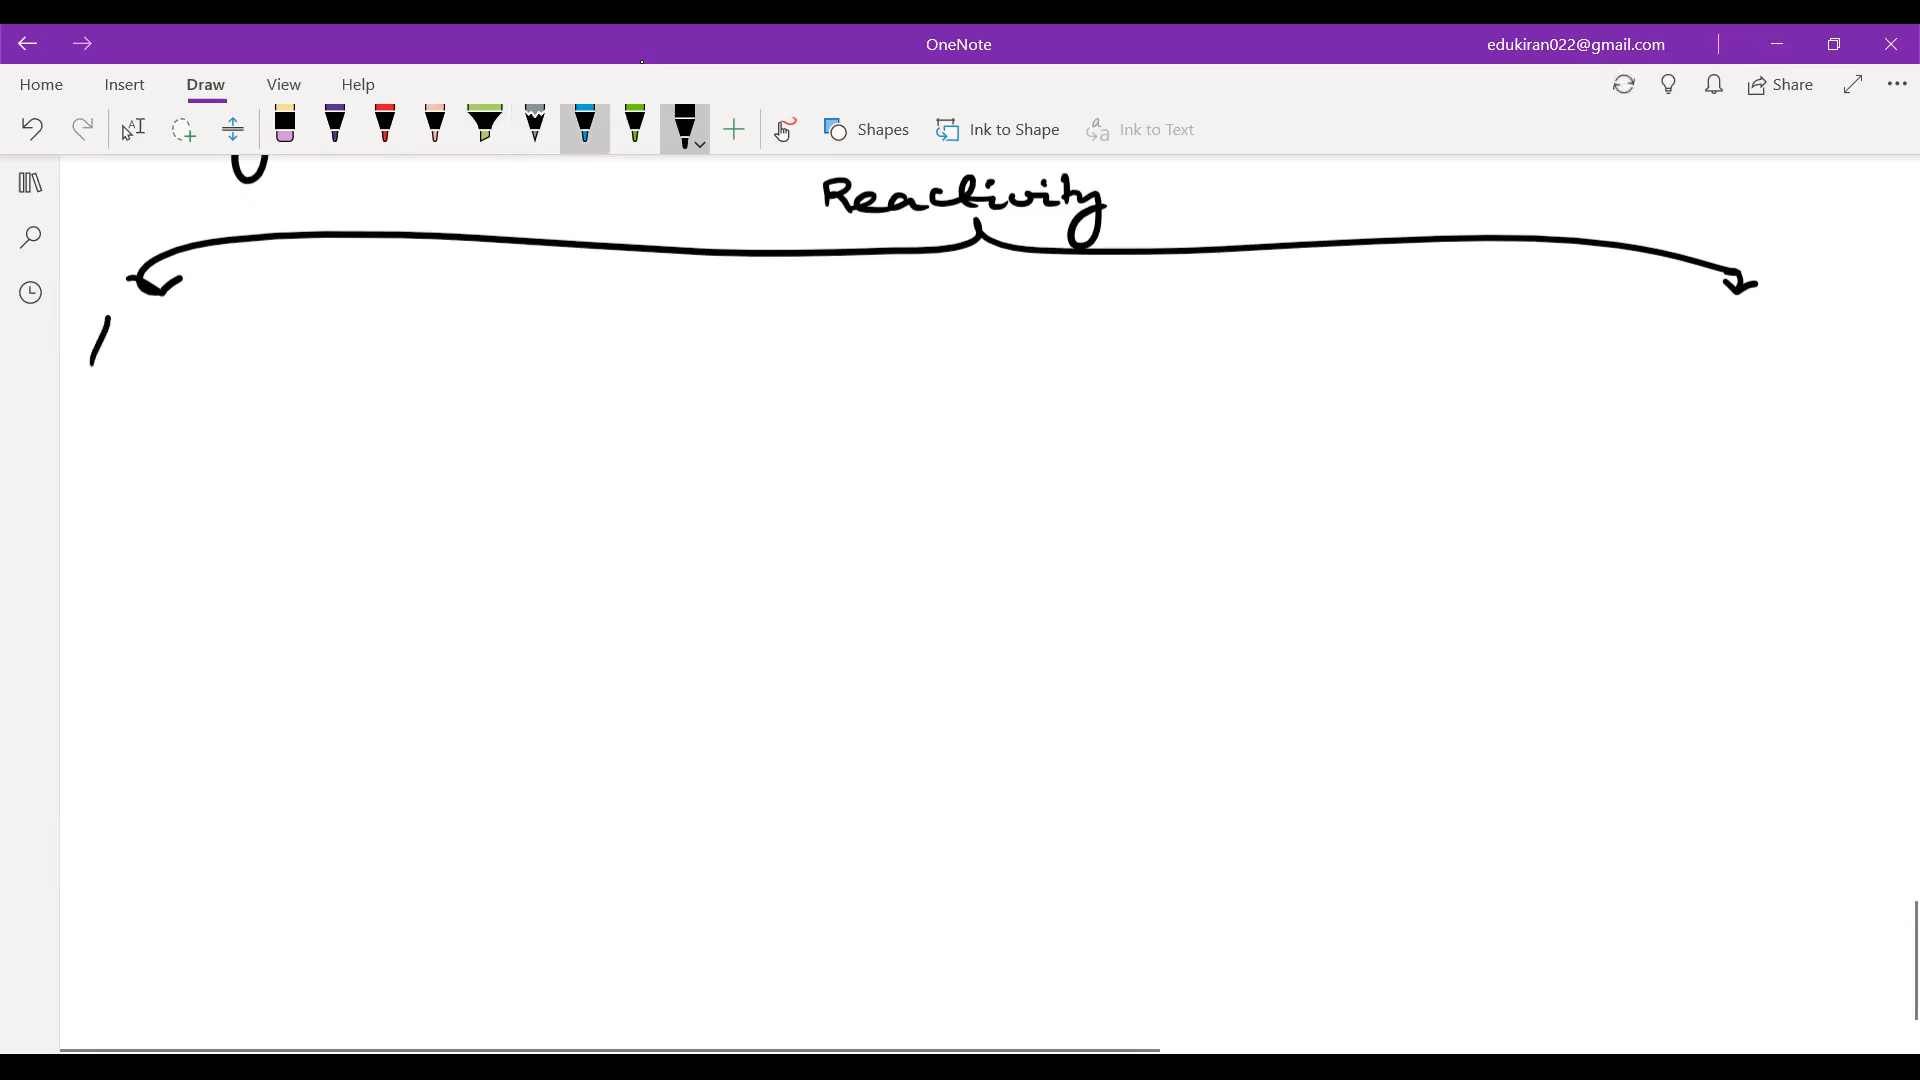 OneNote
edukiran022@gmail.com
Home Insert Draw View Help
Share
Shapes Ink to Shape Ink to Text
Reactivity